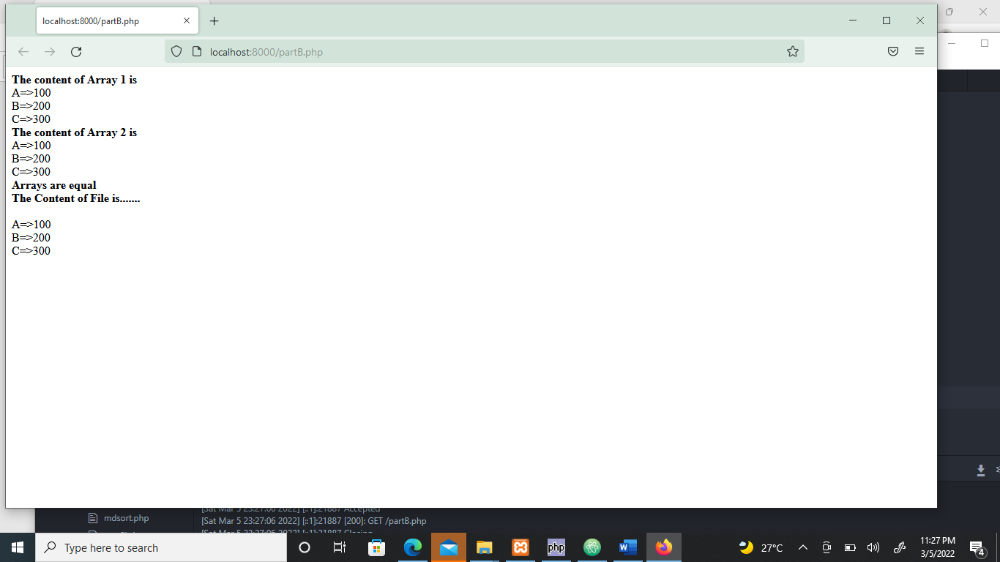 localhost:8000/partB.php
localhost:8000/partB.php
The content of Array 1 is
A=>100
B=>200
C=>300
The content of Array 2 is
A=>100
B=>200
C=>300
Arrays are equal
The Content of File is.......
A=>100
B=>200
C=>300
[Sat Mar 5 23:27:06 2022] [::1]:21887 Accepted
mdsort.php
[Sat Mar 5 23:27:06 2022] [::1]:21887 [200]: GET /partB.php
[Sat Mar 5 23:27:06 2022] [::1]:21887 Closing
Type here to search
php
W
27°C
11:27 PM
3/5/2022
4